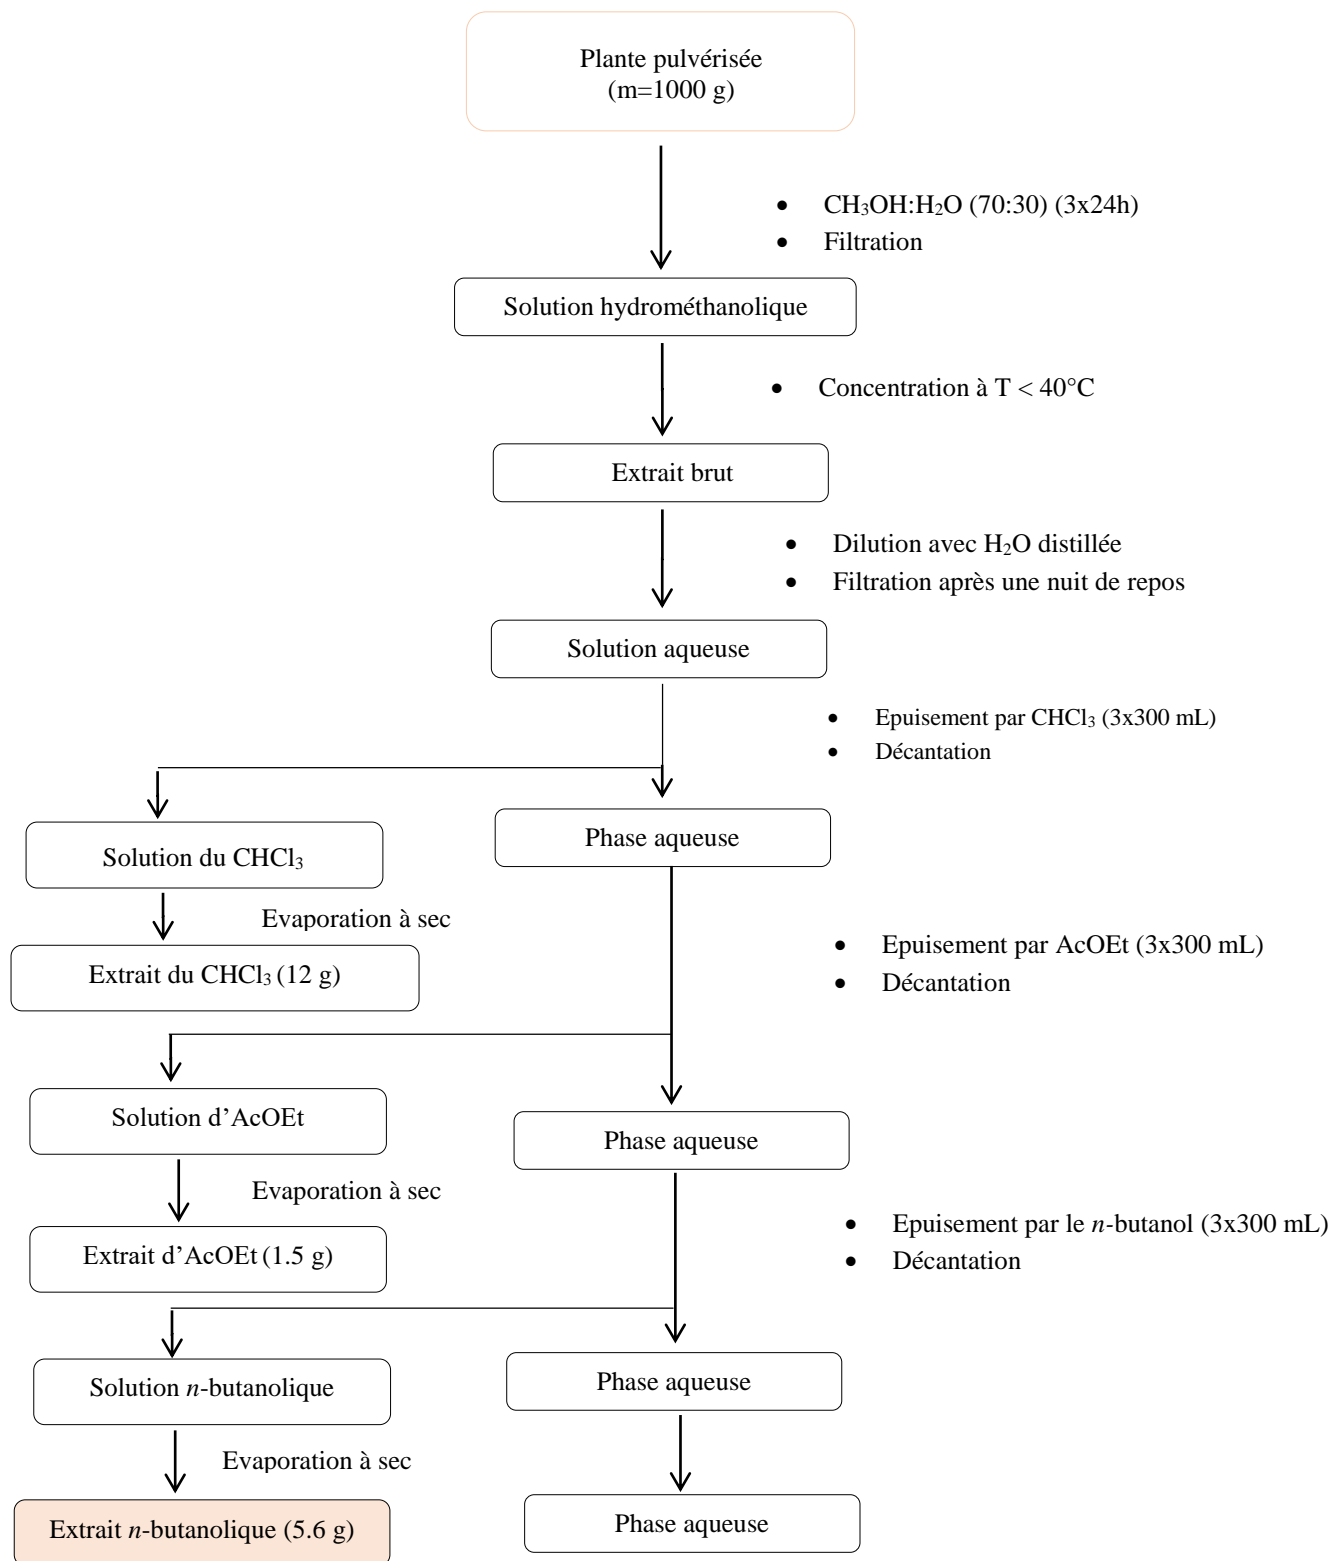 Plante pulvérisée
(m=1000 g)
• CH₃OH:H₂O (70:30) (3x24h)
• Filtration
Solution hydrométhanolique
• Concentration à T < 40°C
Extrait brut
• Dilution avec H₂O distillée
• Filtration après une nuit de repos
Solution aqueuse
• Epuisement par CHCl₃ (3x300 mL)
• Décantation
Phase aqueuse
Solution du CHCl₃
Evaporation à sec
Extrait du CHCl₃ (12 g)
• Epuisement par AcOEt (3x300 mL)
• Décantation
Solution d’AcOEt
Phase aqueuse
Evaporation à sec
Extrait d’AcOEt (1.5 g)
• Epuisement par le n-butanol (3x300 mL)
• Décantation
Solution n-butanolique
Phase aqueuse
Evaporation à sec
Extrait n-butanolique (5.6 g)
Phase aqueuse